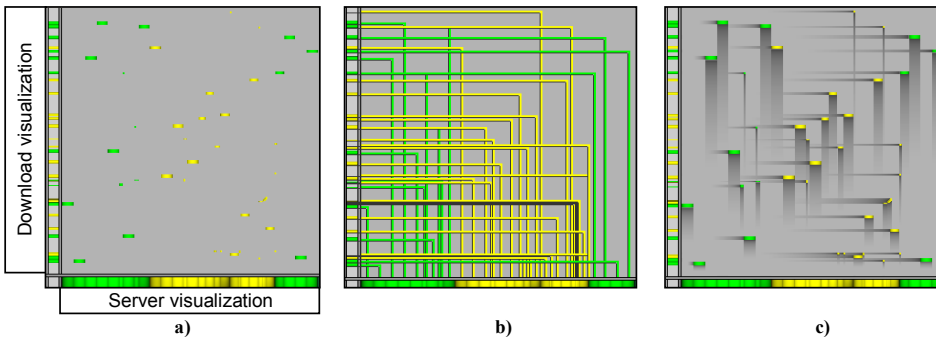 Download visualization
Server visualization
a)
b)
c)